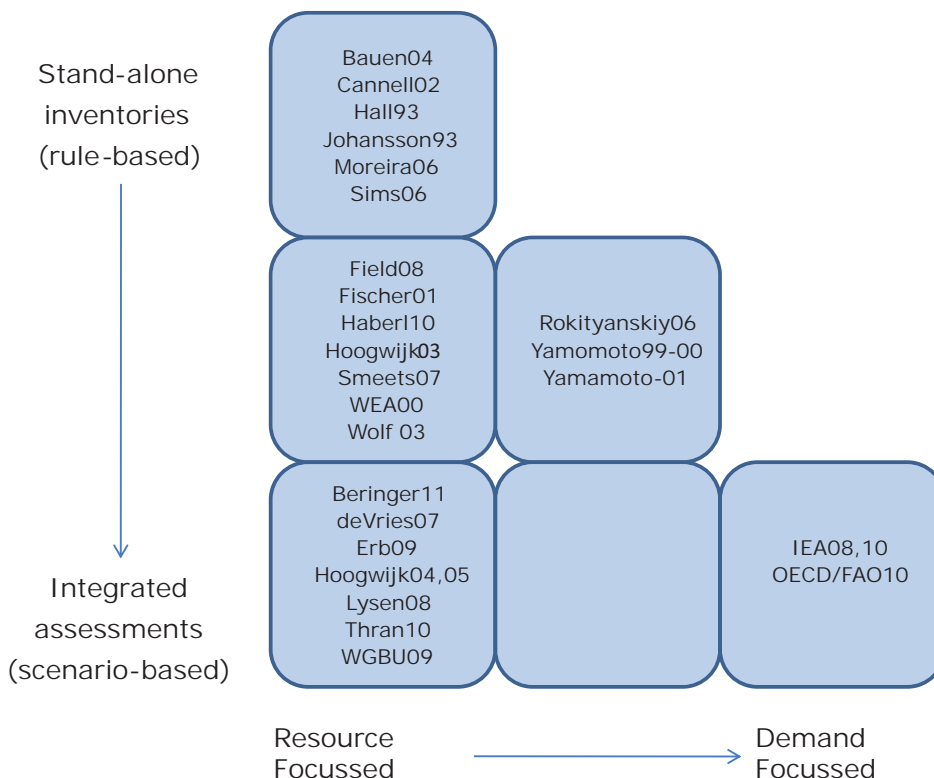 Stand-alone
inventories
(rule-based)
Bauen04
Cannell02
Hall93
Johansson93
Moreira06
Sims06
Field08
Fischer01
Haberl10
Hoogwijk03
Smeets07
WEA00
Wolf 03
Rokityanskiy06
Yamomoto99-00
Yamamoto-01
Integrated
assessments
(scenario-based)
Beringer11
deVries07
Erb09
Hoogwijk04,05
Lysen08
Thran10
WGBU09
IEA08,10
OECD/FAO10
Resource
Focussed
Demand
Focussed